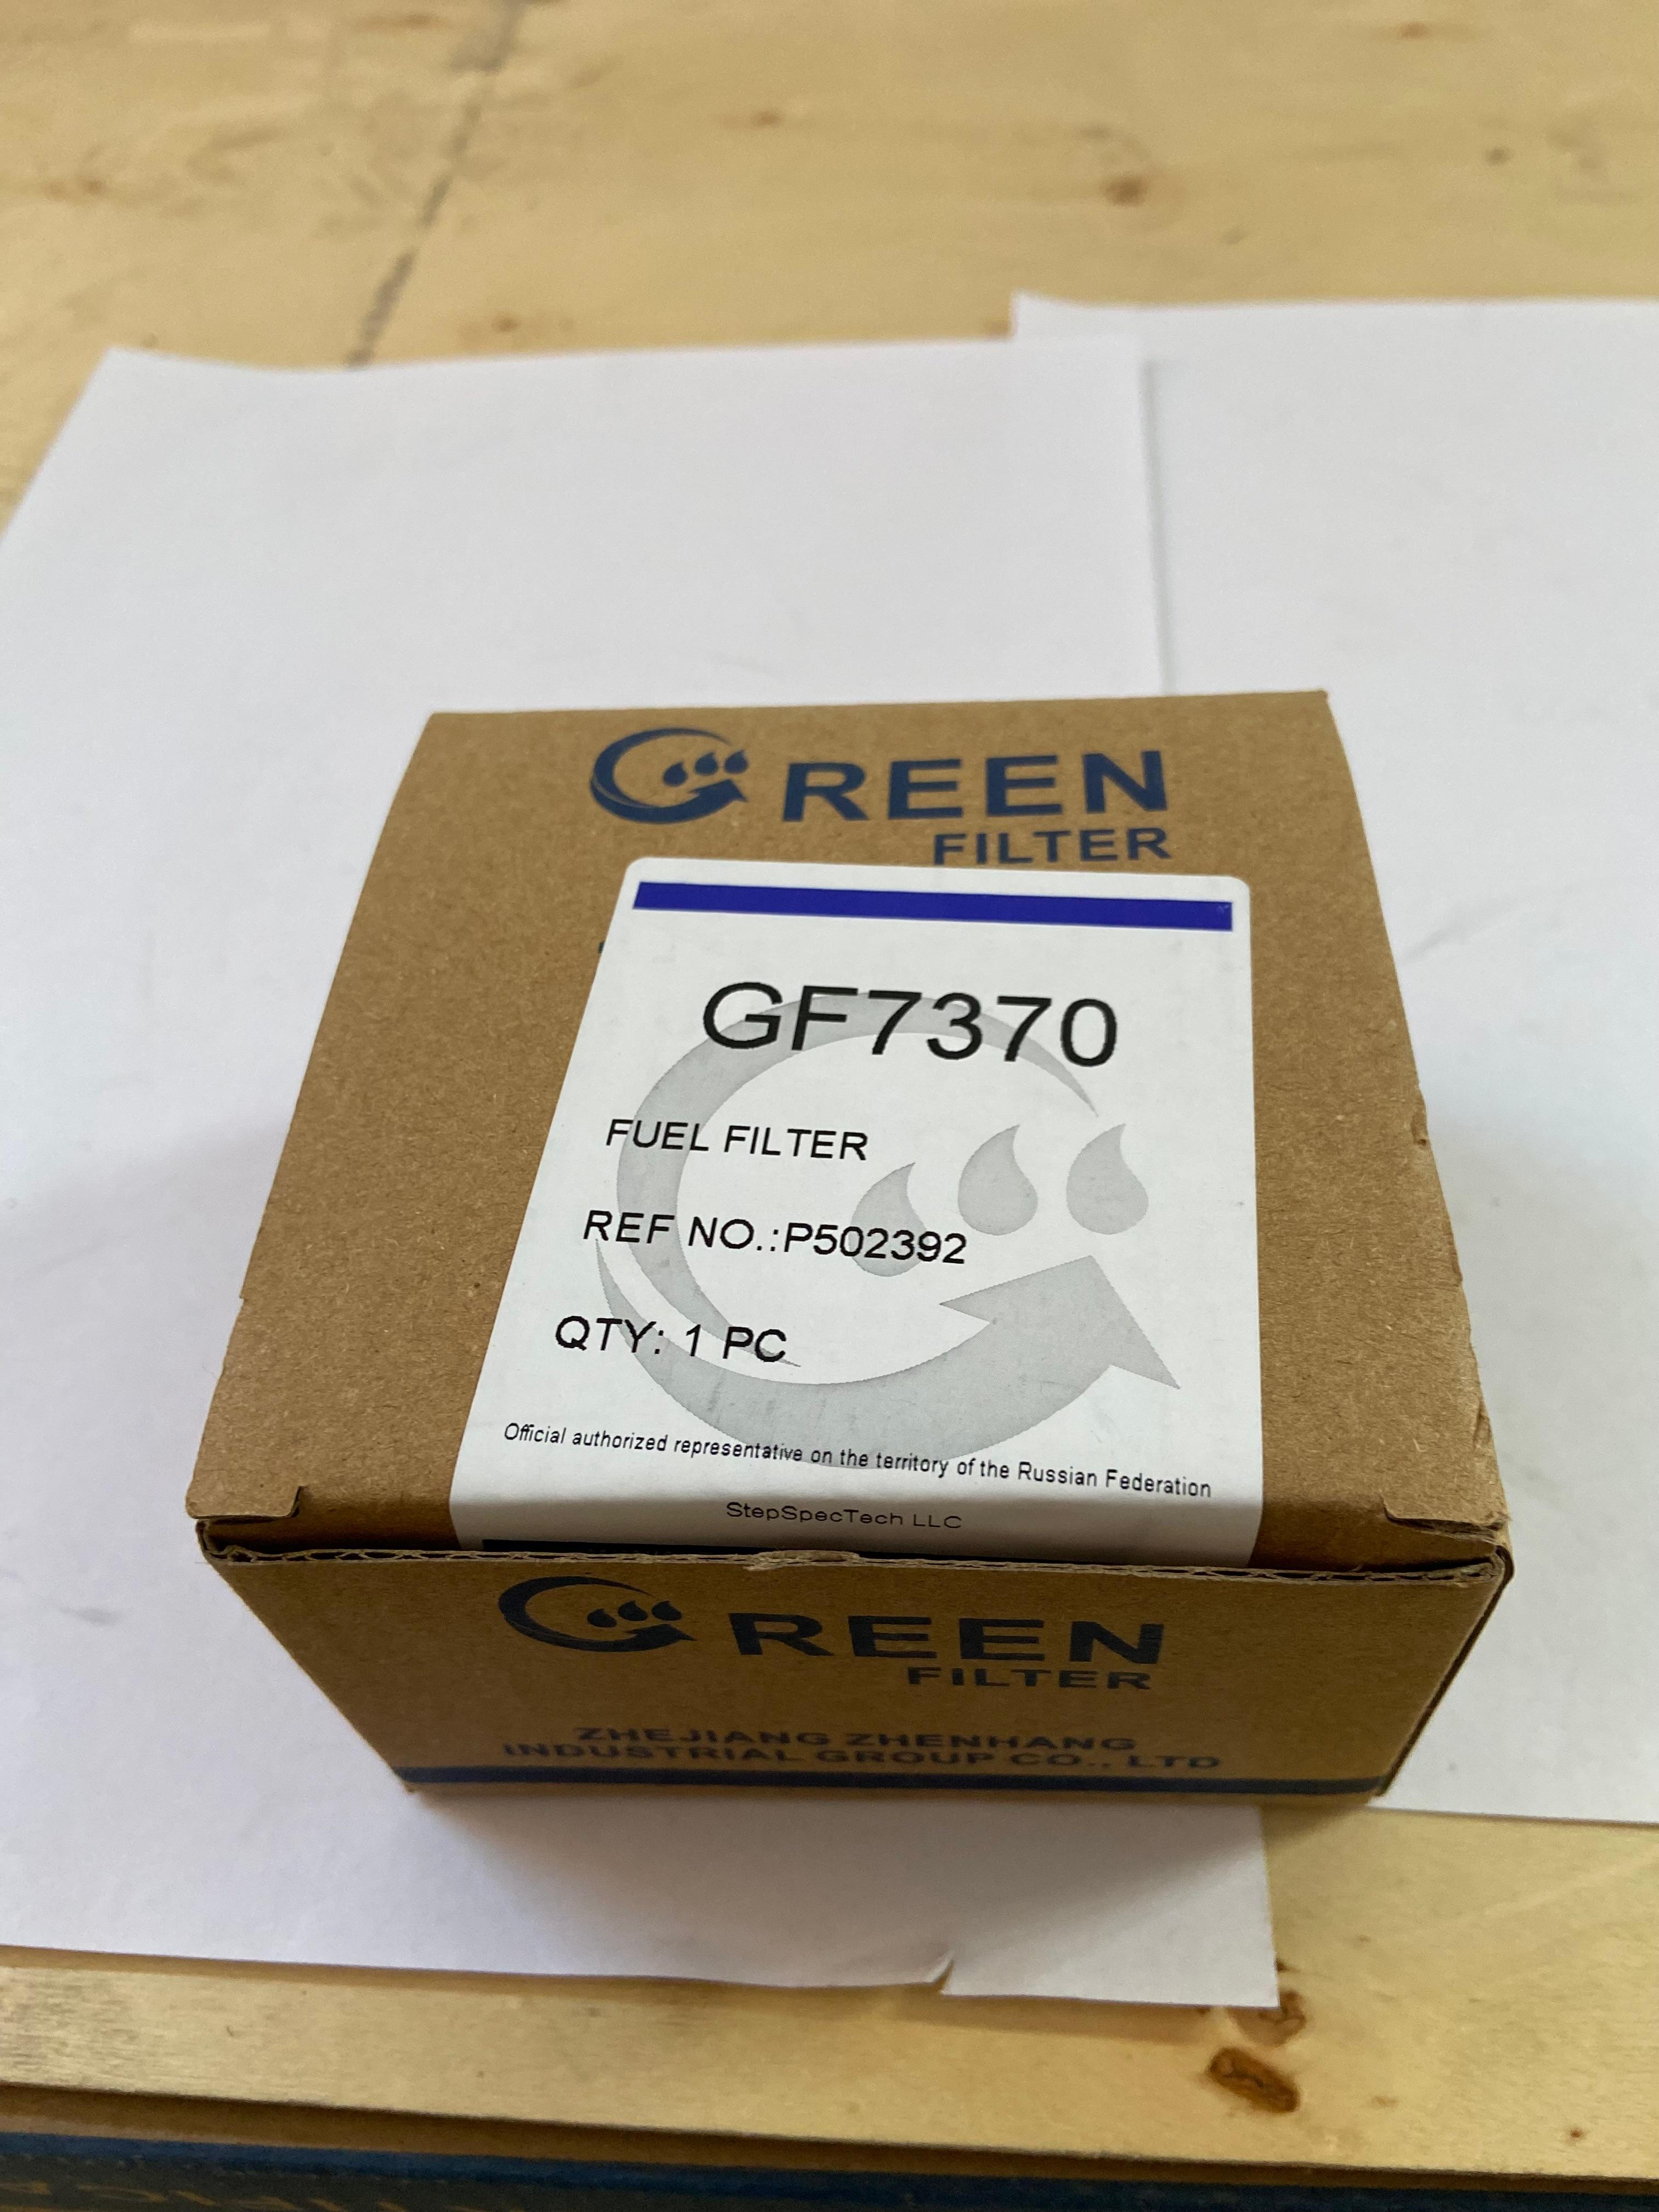 GREEN
FILTER
GF7370
FUEL FILTER
REF NO.:P502392
QTY: 1 PC
Official authorized representative on the territory of the Russian Federation
StepSpecTech LLC
GREEN
FILTER
ZHEJIANG ZHENHANG
INDUSTRIAL GROUP CO., LTD